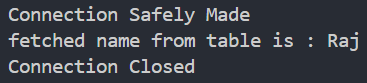 Connection Safely Made
fetched name from table is : Raj
Connection Closed